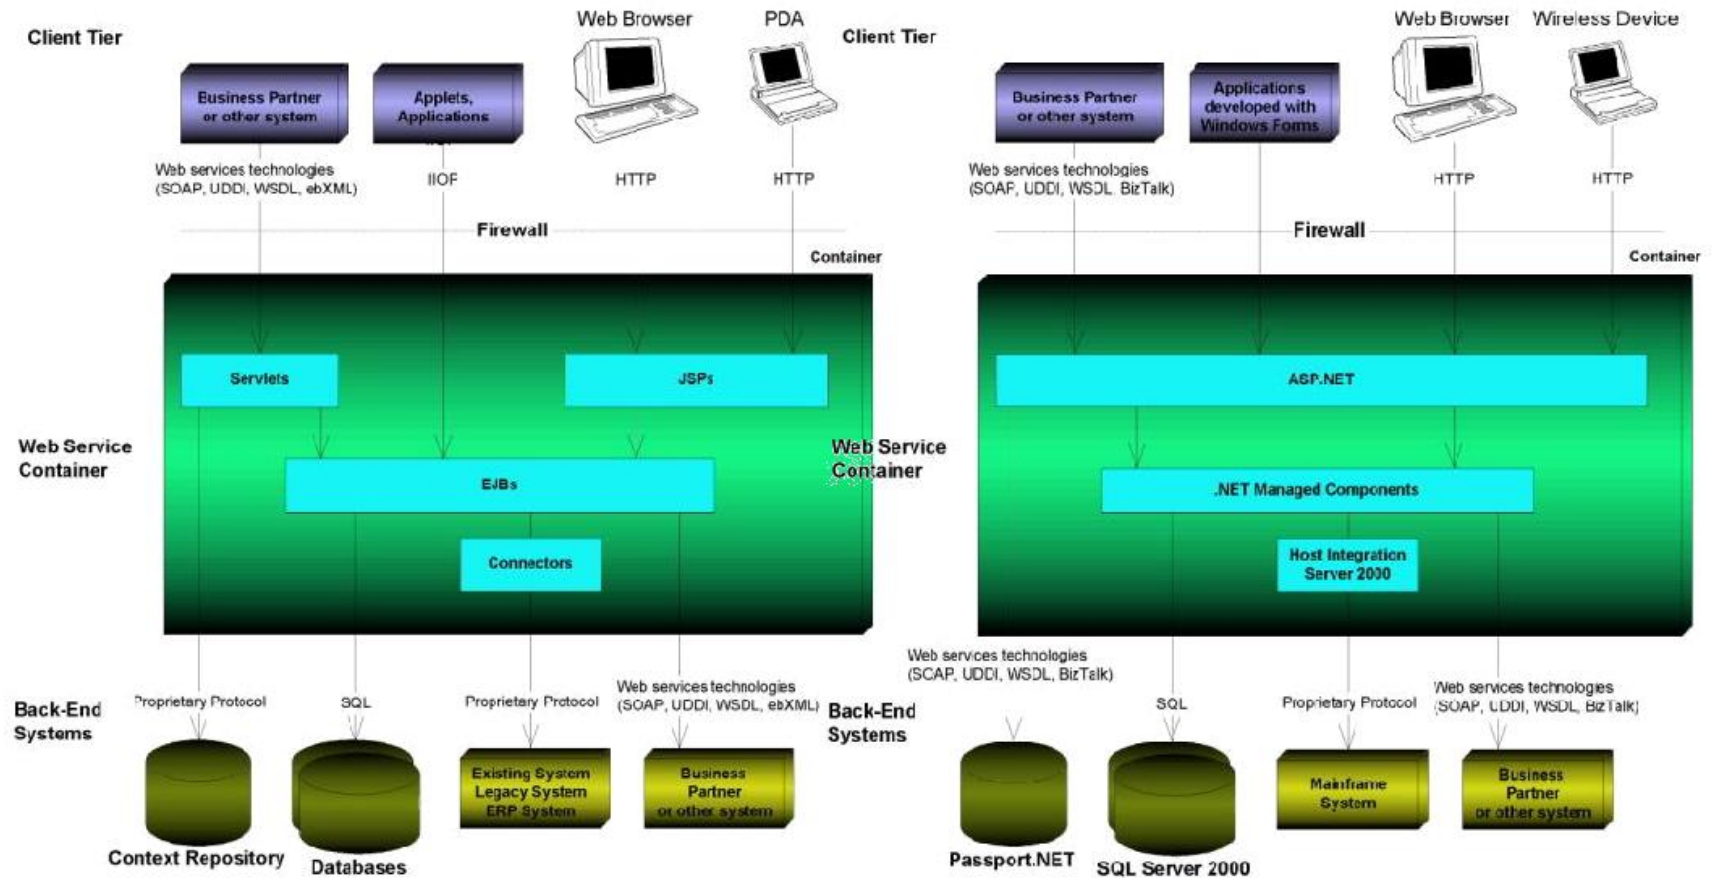 Client Tier
Web Browser
PDA
Business Partner
or other system
Applets,
Applications
Web services technologies
(SOAP, UDDI, WSDL, ebXML)
IIOP
HTTP
HTTP
Firewall
Container
Servlets
JSPs
Web Service
Container
EJBs
Connectors
Back-End
Systems
Proprietary Protocol
SQL
Proprietary Protocol
Web services technologies
(SOAP, UDDI, WSDL, ebXML)
Existing System
Legacy System
ERP System
Business
Partner
or other system
Context Repository
Databases
Client Tier
Web Browser
Wireless Device
Business Partner
or other system
Applications
developed with
Windows Forms
Web services technologies
(SOAP, UDDI, WSDL, BizTalk)
HTTP
HTTP
Firewall
Container
ASP.NET
Web Service
Container
.NET Managed Components
Host Integration
Server 2000
Web services technologies
(SOAP, UDDI, WSDL, BizTalk)
Back-End
Systems
SQL
Proprietary Protocol
Web services technologies
(SOAP, UDDI, WSDL, BizTalk)
Mainframe
System
Business
Partner
or other system
Passport.NET
SQL Server 2000